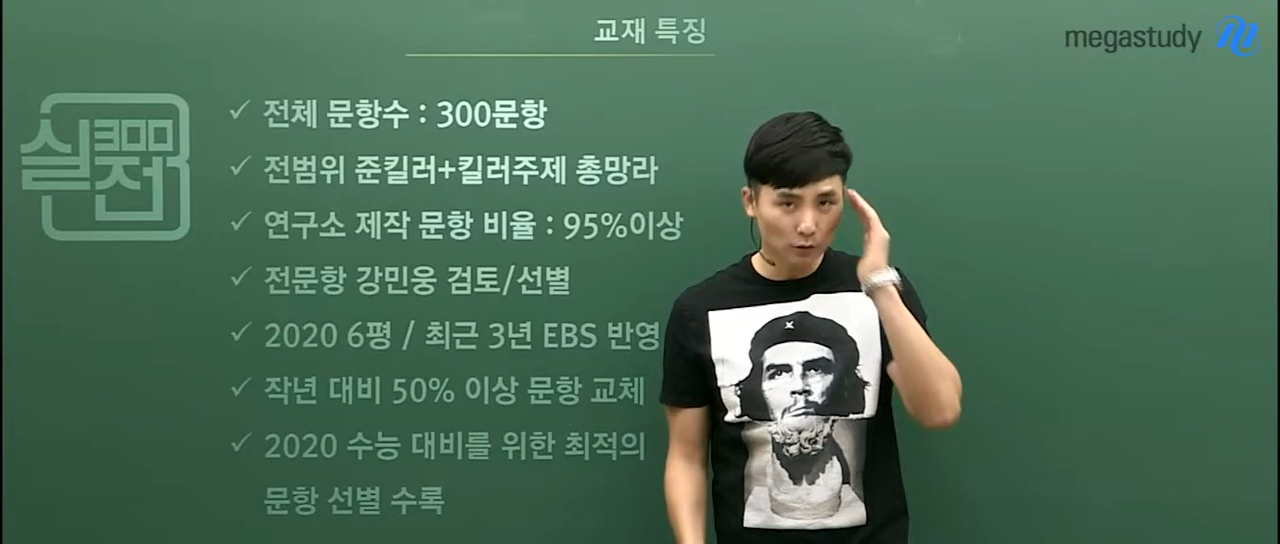 교재 특징
megastudy
실전 300
✓ 전체 문항수 : 300문항
✓ 전범위 준킬러+킬러주제 총망라
✓ 연구소 제작 문항 비율 : 95%이상
✓ 전문항 강민웅 검토/선별
✓ 2020 6평 / 최근 3년 EBS 반영
✓ 작년 대비 50% 이상 문항 교체
✓ 2020 수능 대비를 위한 최적의
문항 선별 수록